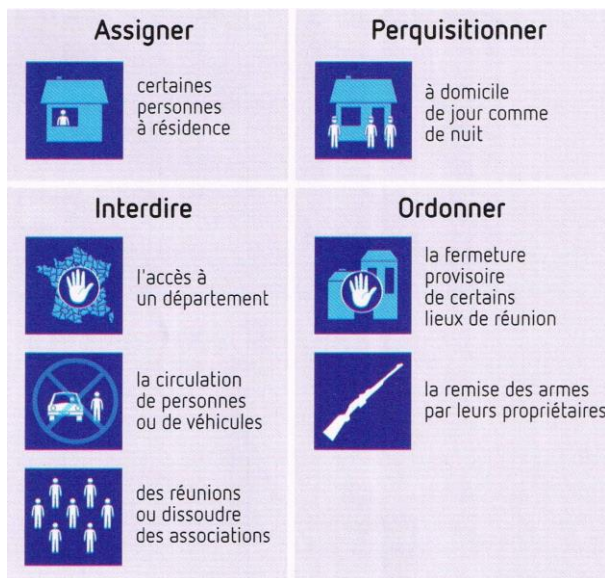 Assigner
certaines
personnes
à résidence
Perquisitionner
à domicile
de jour comme
de nuit
Interdire
l'accès à
un département
la circulation
de personnes
ou de véhicules
des réunions
ou dissoudre
des associations
Ordonner
la fermeture
provisoire
de certains
lieux de réunion
la remise des armes
par leurs propriétaires